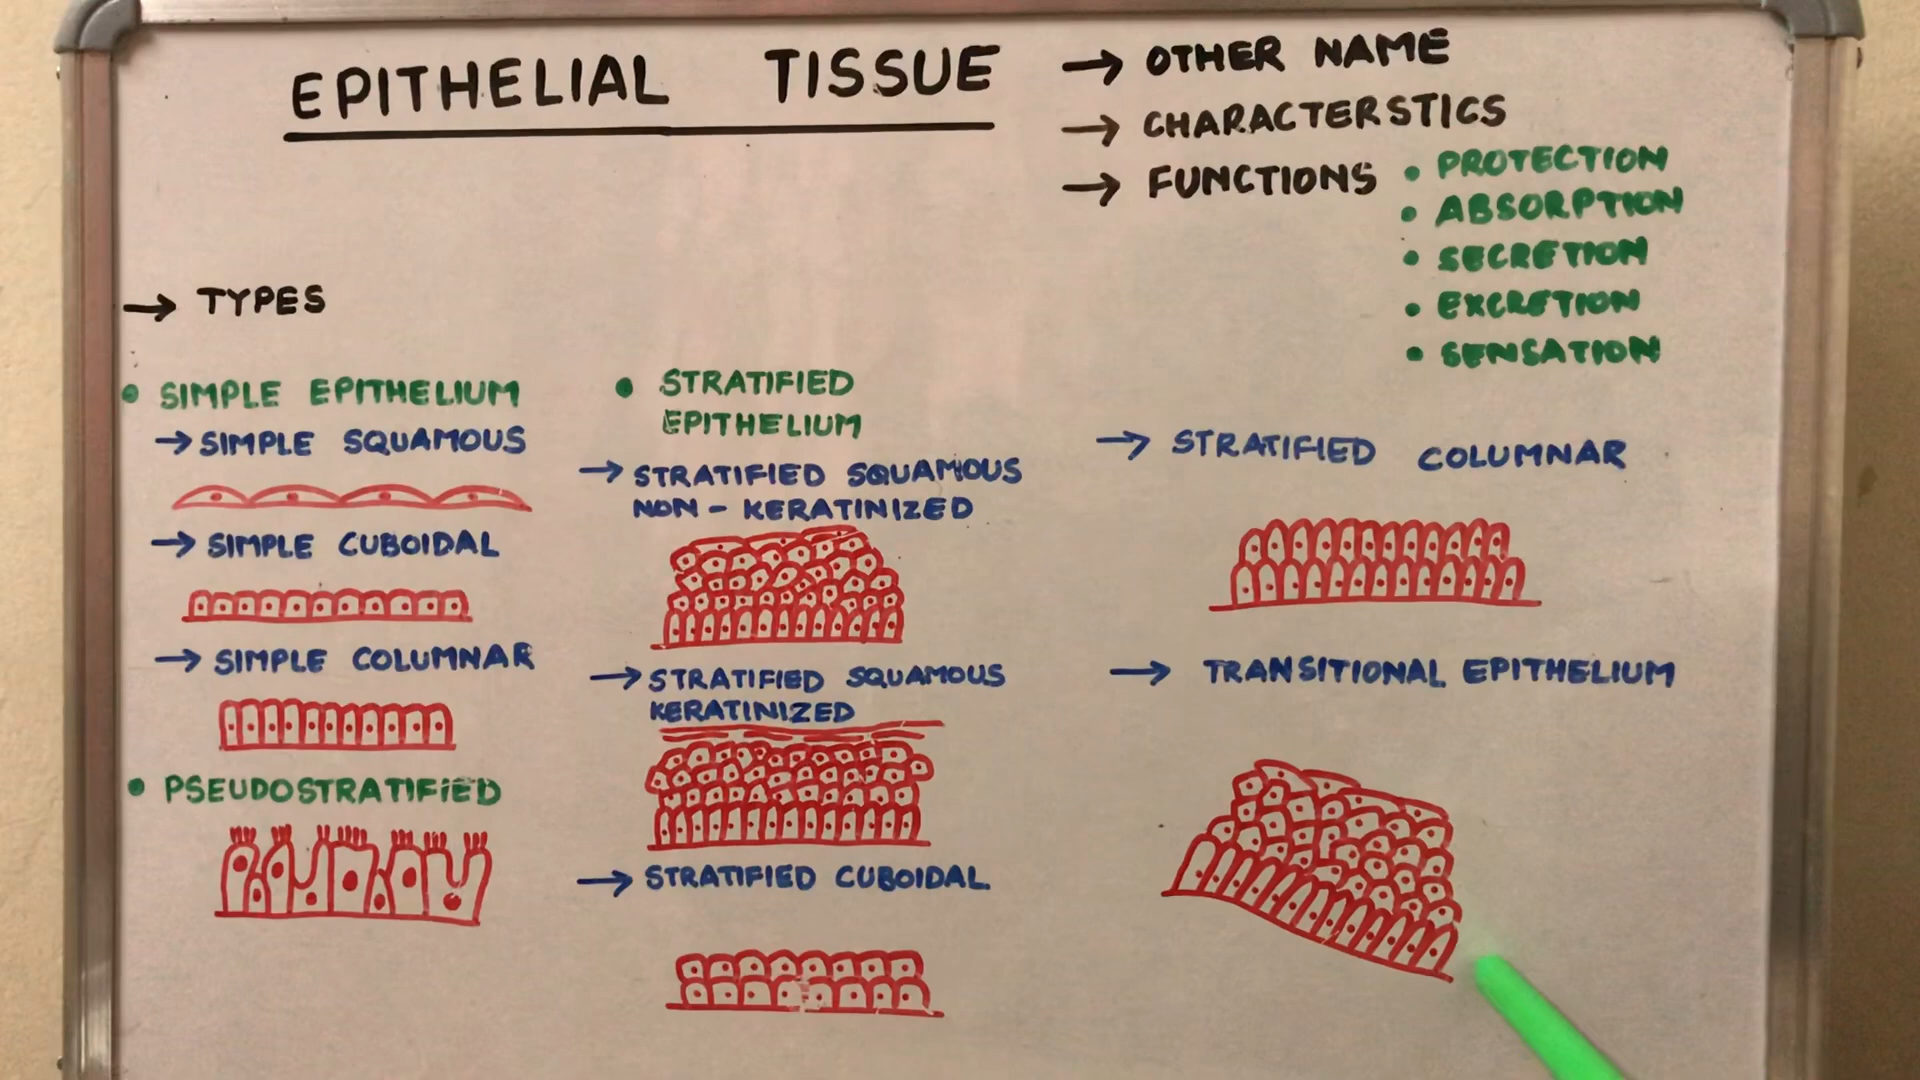 EPITHELIAL TISSUE
→ OTHER NAME
→ CHARACTERSTICS
→ FUNCTIONS
• PROTECTION
• ABSORPTION
• SECRETION
• EXCRETION
• SENSATION
→ TYPES
• SIMPLE EPITHELIUM
→ SIMPLE SQUAMOUS
→ SIMPLE CUBOIDAL
→ SIMPLE COLUMNAR
• PSEUDOSTRATIFIED
• STRATIFIED
EPITHELIUM
→ STRATIFIED SQUAMOUS
NON - KERATINIZED
→ STRATIFIED SQUAMOUS
KERATINIZED
→ STRATIFIED CUBOIDAL
→ STRATIFIED COLUMNAR
→ TRANSITIONAL EPITHELIUM